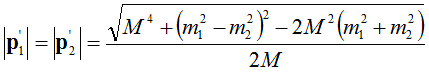 |𝐩'₁| = |𝐩'₂| = √(M⁴ + (m₁² − m₂²)² − 2M²(m₁² + m₂²)) / 2M